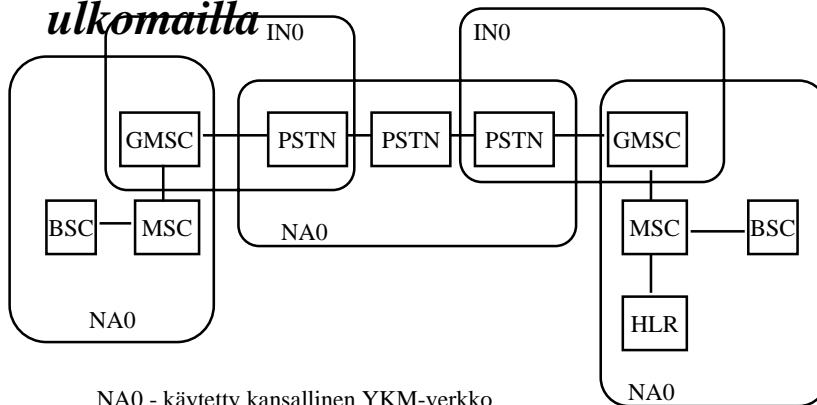 ulkomailla
IN0
IN0
GMSC
PSTN
PSTN
PSTN
GMSC
BSC
MSC
NA0
MSC
BSC
NA0
HLR
NA0
NA0 - käytetty kansallinen YKM-verkko